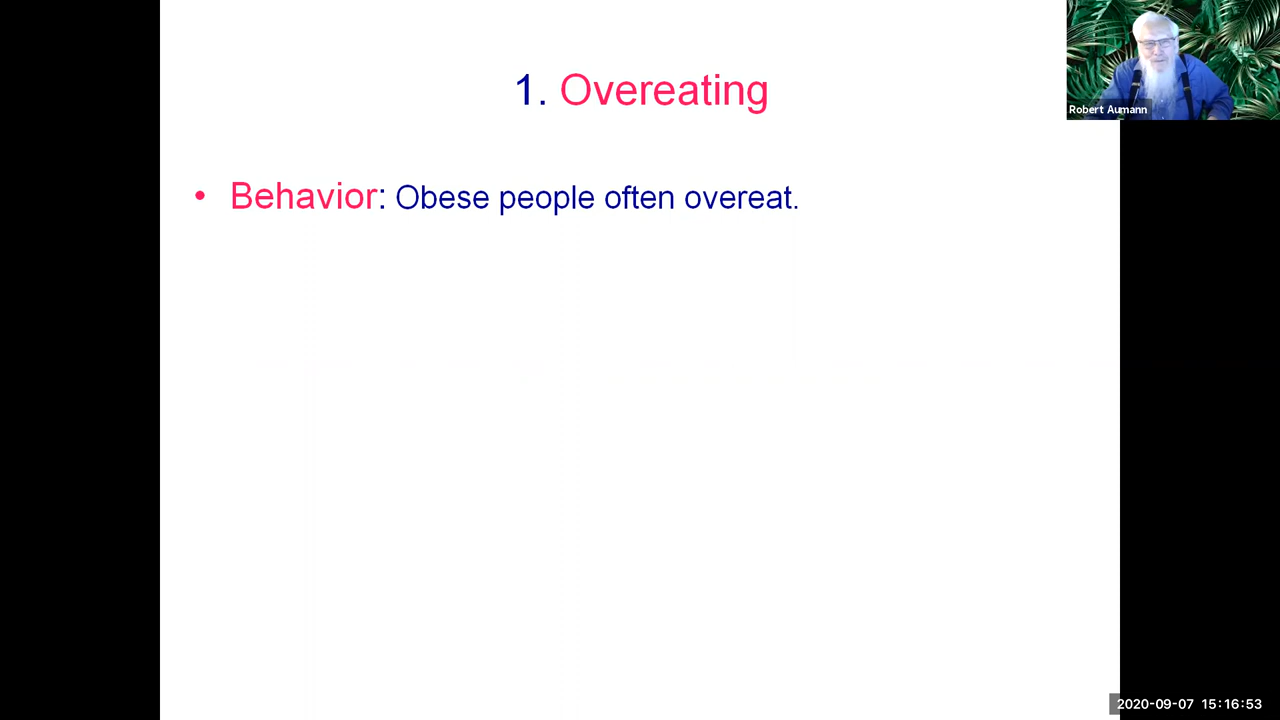 1. Overeating
Robert Aumann
• Behavior: Obese people often overeat.
2020-09-07 15:16:53